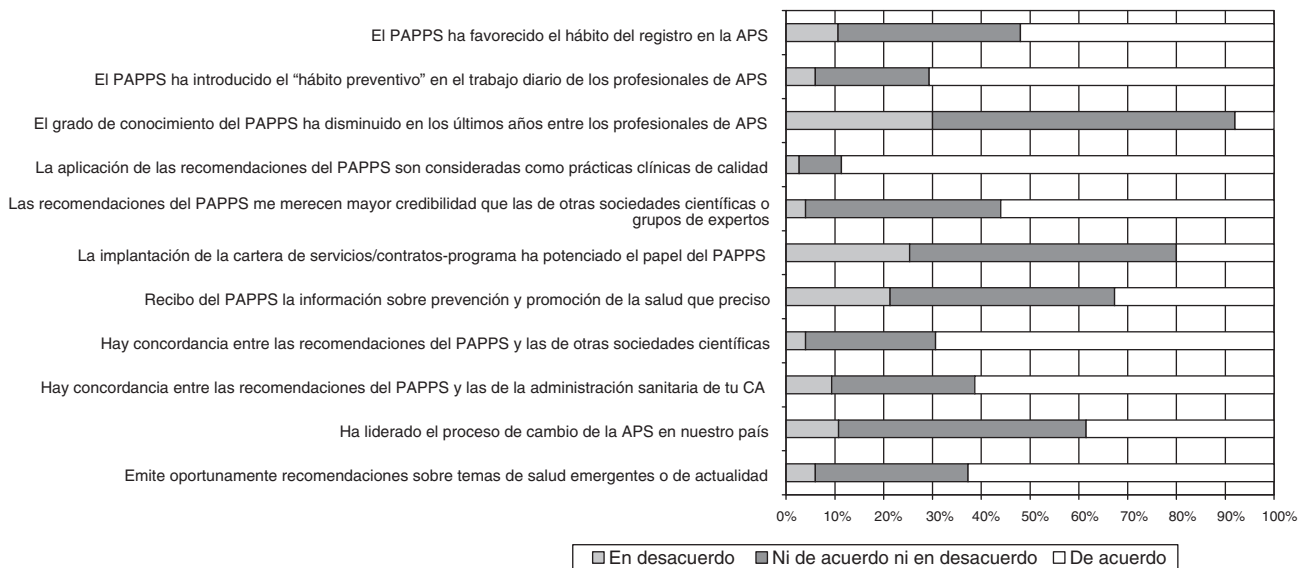 El PAPPS ha favorecido el hábito del registro en la APS
El PAPPS ha introducido el “hábito preventivo” en el trabajo diario de los profesionales de APS
El grado de conocimiento del PAPPS ha disminuido en los últimos años entre los profesionales de APS
La aplicación de las recomendaciones del PAPPS son consideradas como prácticas clínicas de calidad
Las recomendaciones del PAPPS me merecen mayor credibilidad que las de otras sociedades científicas o
grupos de expertos
La implantación de la cartera de servicios/contratos-programa ha potenciado el papel del PAPPS
Recibo del PAPPS la información sobre prevención y promoción de la salud que preciso
Hay concordancia entre las recomendaciones del PAPPS y las de otras sociedades científicas
Hay concordancia entre las recomendaciones del PAPPS y las de la administración sanitaria de tu CA
Ha liderado el proceso de cambio de la APS en nuestro país
Emite oportunamente recomendaciones sobre temas de salud emergentes o de actualidad
0% 10% 20% 30% 40% 50% 60% 70% 80% 90% 100%
En desacuerdo Ni de acuerdo ni en desacuerdo De acuerdo